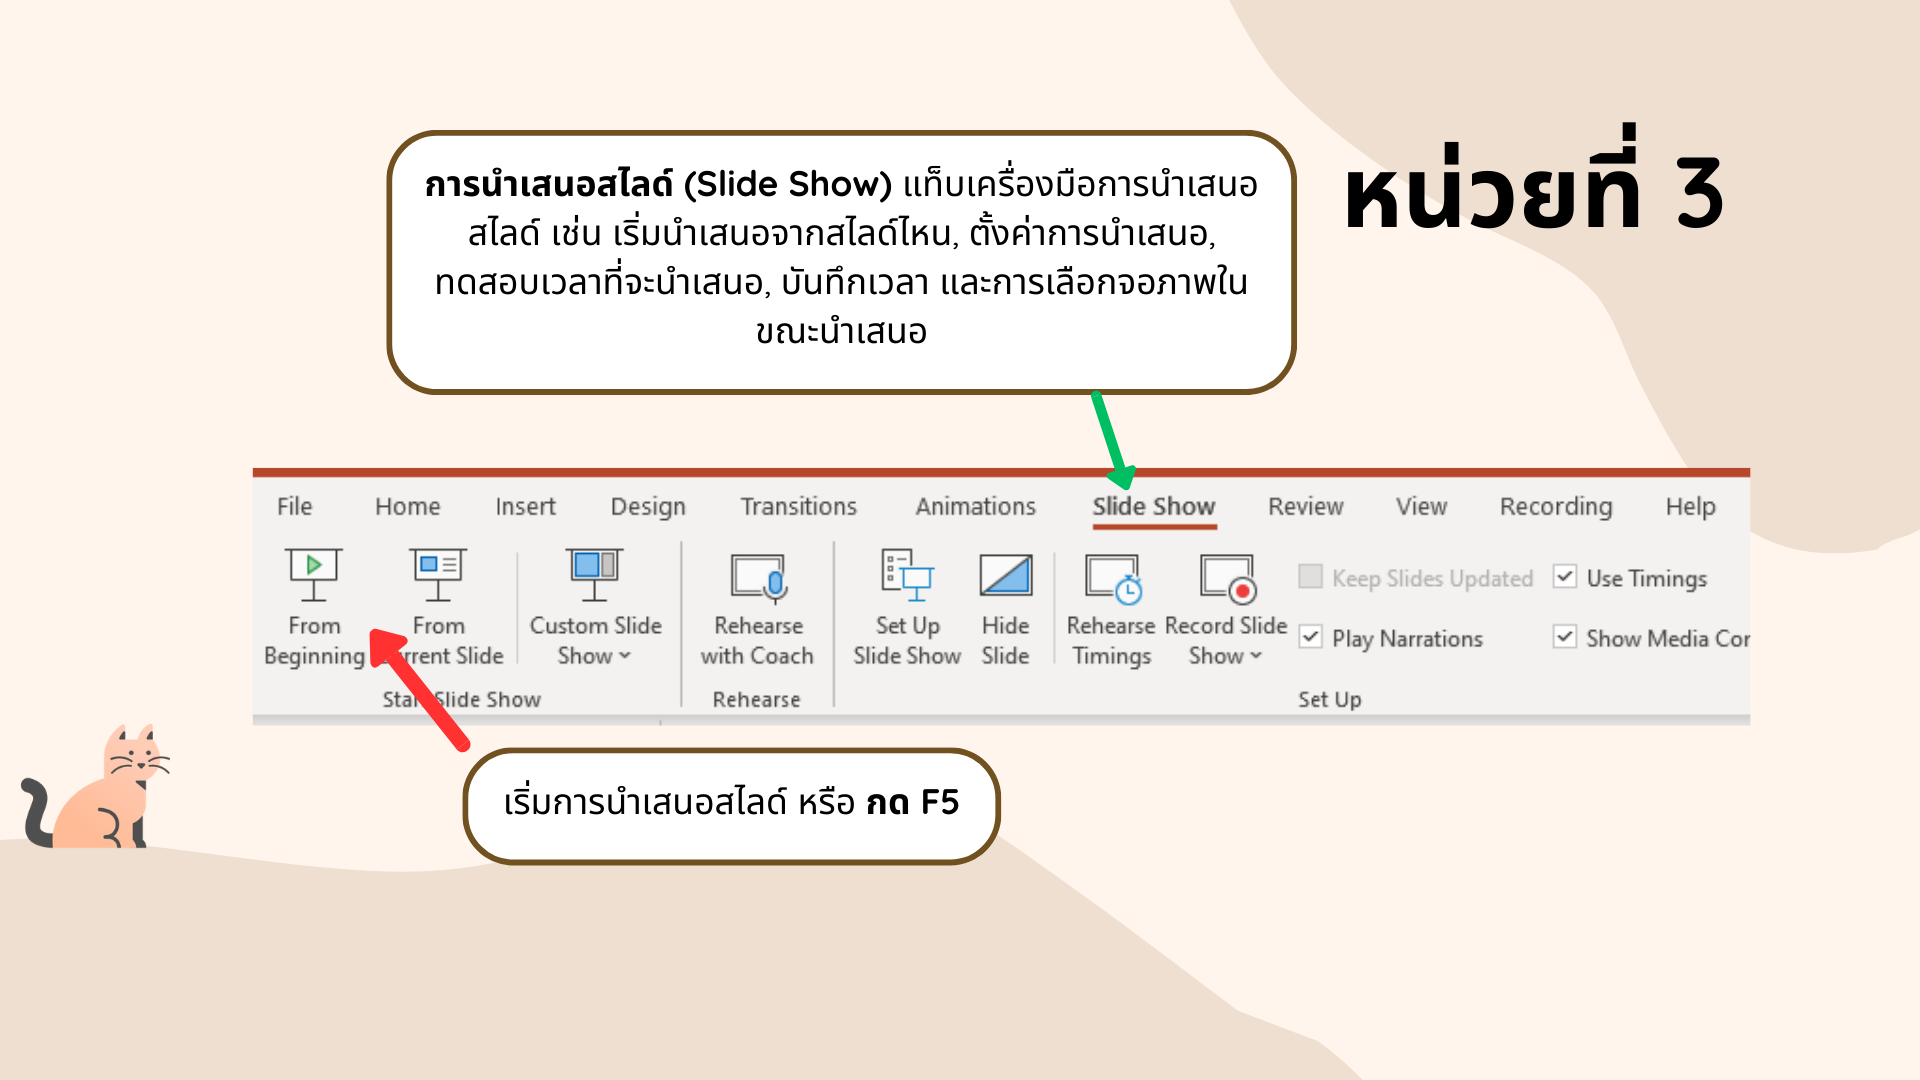 หน่วยที่ 3
การนำเสนอสไลด์ (Slide Show) แท็บเครื่องมือการนำเสนอ
สไลด์ เช่น เริ่มนำเสนอจากสไลด์ไหน, ตั้งค่าการนำเสนอ,
ทดสอบเวลาที่จะนำเสนอ, บันทึกเวลา และการเลือกจอภาพใน
ขณะนำเสนอ
File Home Insert Design Transitions Animations Slide Show Review View Recording Help
From Beginning
From Slide
Custom Slide Show
Rehearse with Coach
Set Up Slide Show
Hide Slide
Rehearse Timings
Record Slide Show
Keep Slides Updated
Play Narrations
Use Timings
Show Media
Slide Show
Rehearse
Set Up
เริ่มการนำเสนอสไลด์ หรือ กด F5